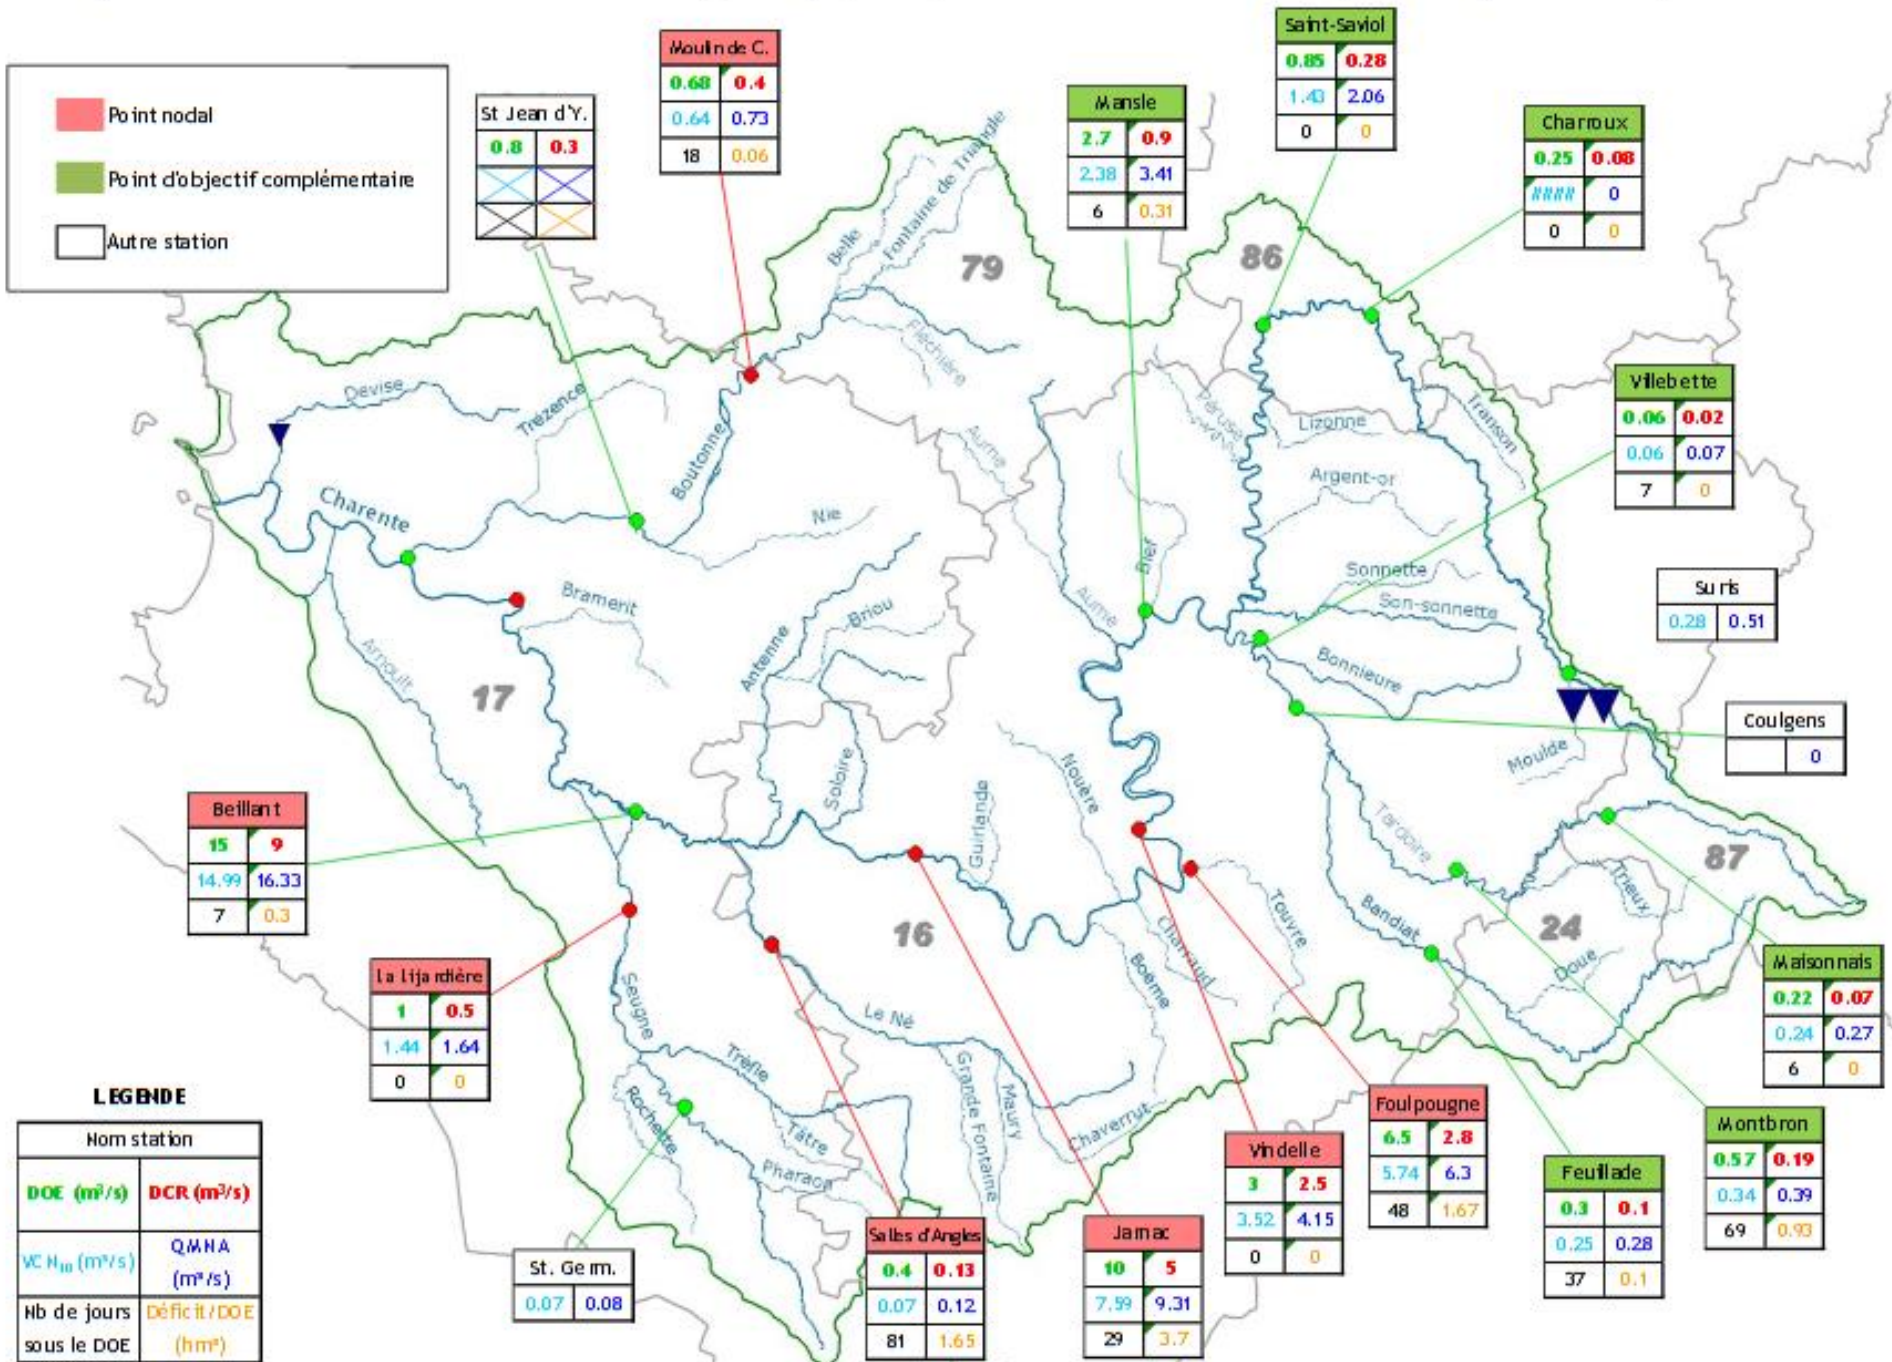 Point nodal
Point d'objectif complémentaire
Autre station
St Jean d'Y.
0.8 0.3
Moulin de C.
0.68 0.4
0.64 0.73
18 0.06
Mansle
2.7 0.9
2.38 3.41
6 0.31
Saint-Saviol
0.85 0.28
1.43 2.06
0 0
Charroux
0.25 0.08
#### 0
0 0
Villebette
0.06 0.02
0.06 0.07
7 0
Suris
0.28 0.51
Coulgens
0
Beillant
15 9
14.99 16.33
7 0.3
La Lijardière
1 0.5
1.44 1.64
0 0
Maisonnais
0.22 0.07
0.24 0.27
6 0
Montbron
0.57 0.19
0.34 0.39
69 0.93
Feuillade
0.3 0.1
0.25 0.28
37 0.1
Foulpougne
6.5 2.8
5.74 6.3
48 1.67
Vindelle
3 2.5
3.52 4.15
0 0
Jarnac
10 5
7.59 9.31
29 3.7
Salles d'Angles
0.4 0.13
0.07 0.12
81 1.65
St. Germ.
0.07 0.08
LEGENDE
Nom station
DOE (m³/s) DCR (m³/s)
VCN₁₀ (m³/s) QMNA
(m³/s)
Nb de jours Déficit/DOE
sous le DOE (hm³)
79
86
17
16
24
87
Belle
Fontaine de Triangle
Fléchière
Devise
Trézence
Boutonne
Charente
Nie
Brament
Arnoult
Antenne
Briou
Soloire
Aume
Aume
Bief
Péruse
Lizonne
Transon
Argent-or
Sonnette
Son-sonnette
Bonnieure
Moulde
Nouère
Guirlande
Tardoire
Trieux
Bandiat
Doue
Touvre
Charraud
Boeme
Le Né
Seugne
Trèfle
Rochette
Tâtre
Pharaon
Grande Fontaine
Maury
Chaverrut